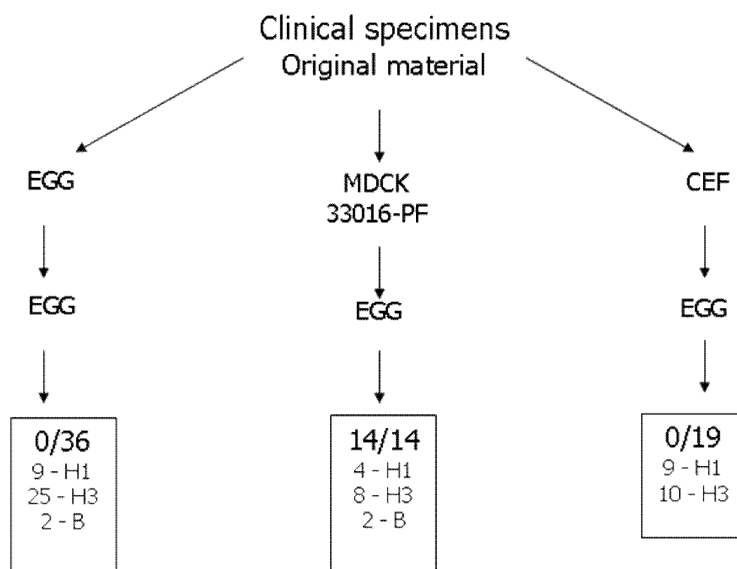 Clinical specimens
Original material
EGG
MDCK
33016-PF
CEF
EGG
EGG
EGG
0/36
9 - H1
25 - H3
2 - B
14/14
4 - H1
8 - H3
2 - B
0/19
9 - H1
10 - H3